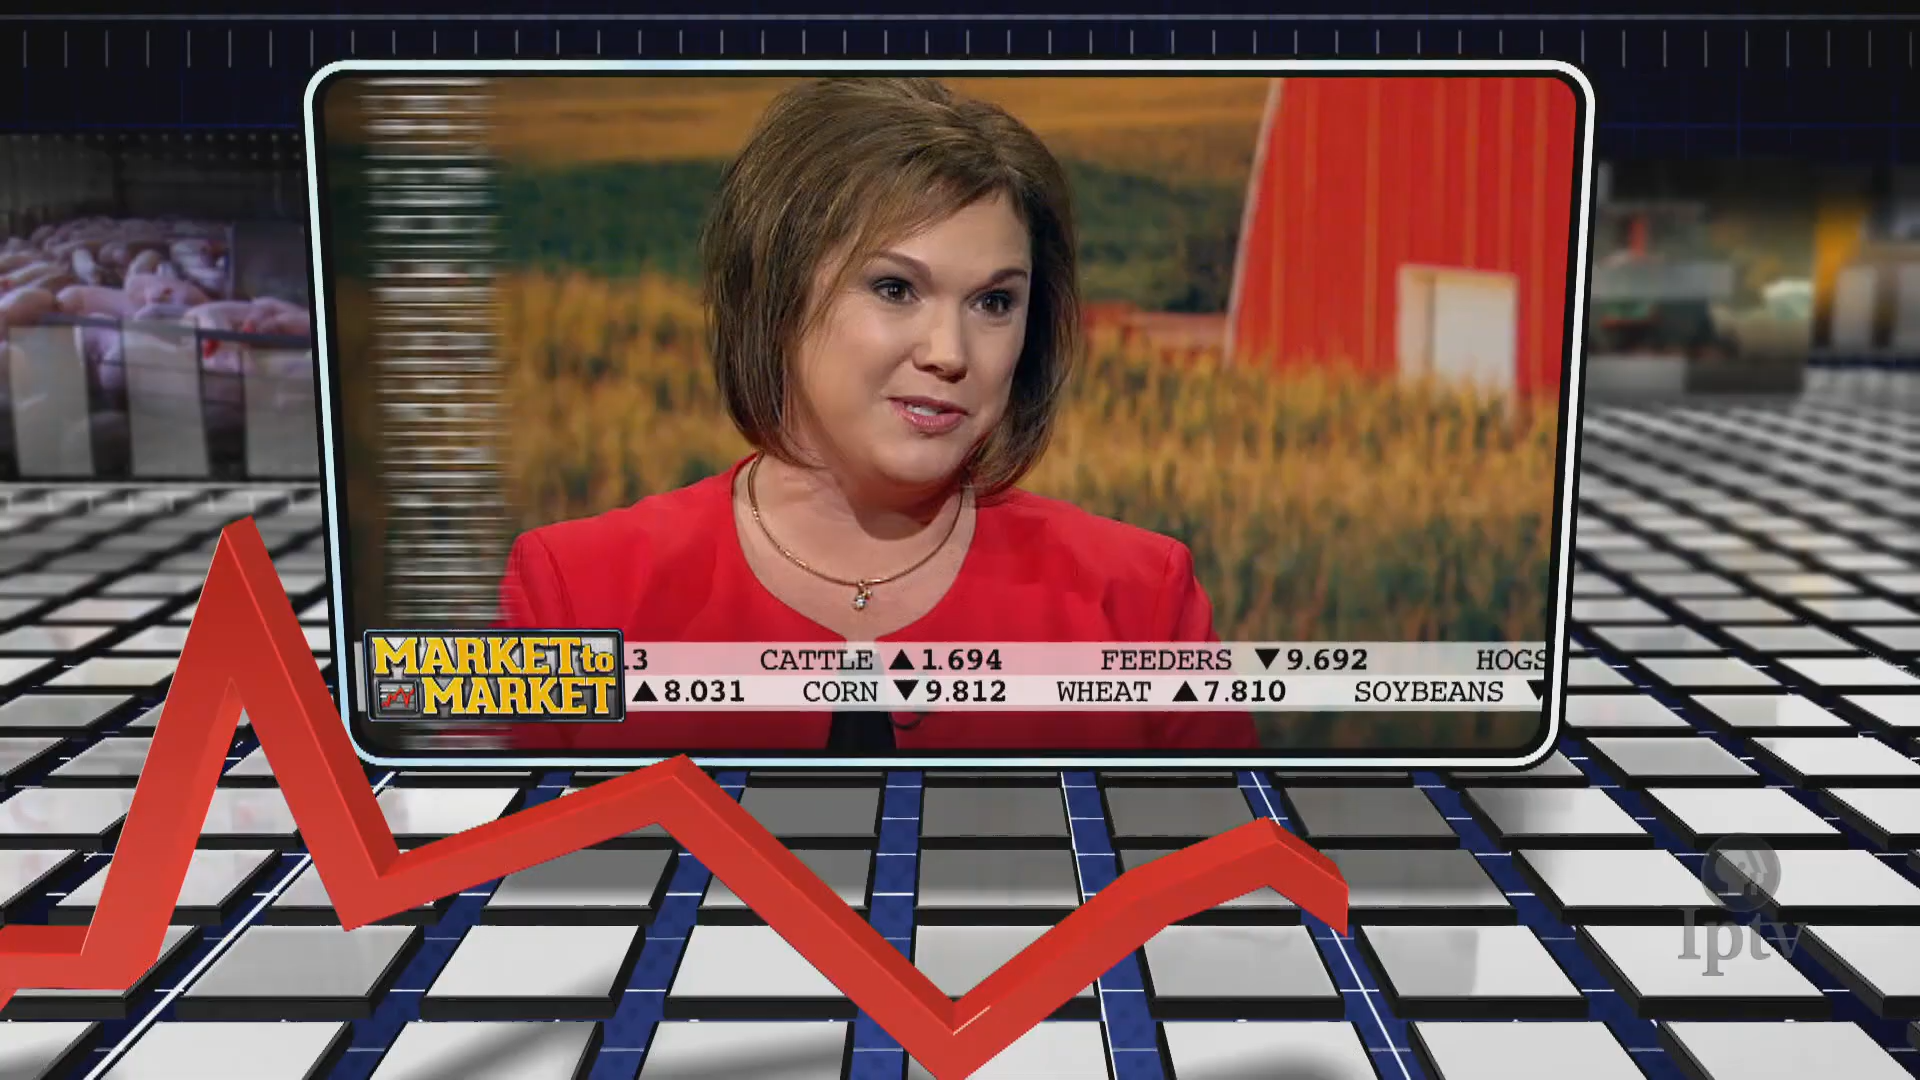 MARKET to
MARKET
.3 CATTLE ▲1.694 FEEDERS ▼9.692 HOGS
▲8.031 CORN ▼9.812 WHEAT ▲7.810 SOYBEANS ▼
Iptv